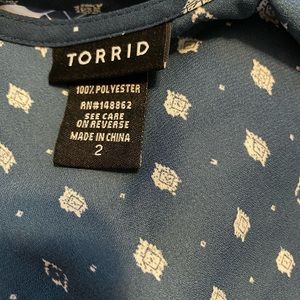 TORRID
100% POLYESTER
RN#148862
SEE CARE
ON REVERSE
MADE IN CHINA
2